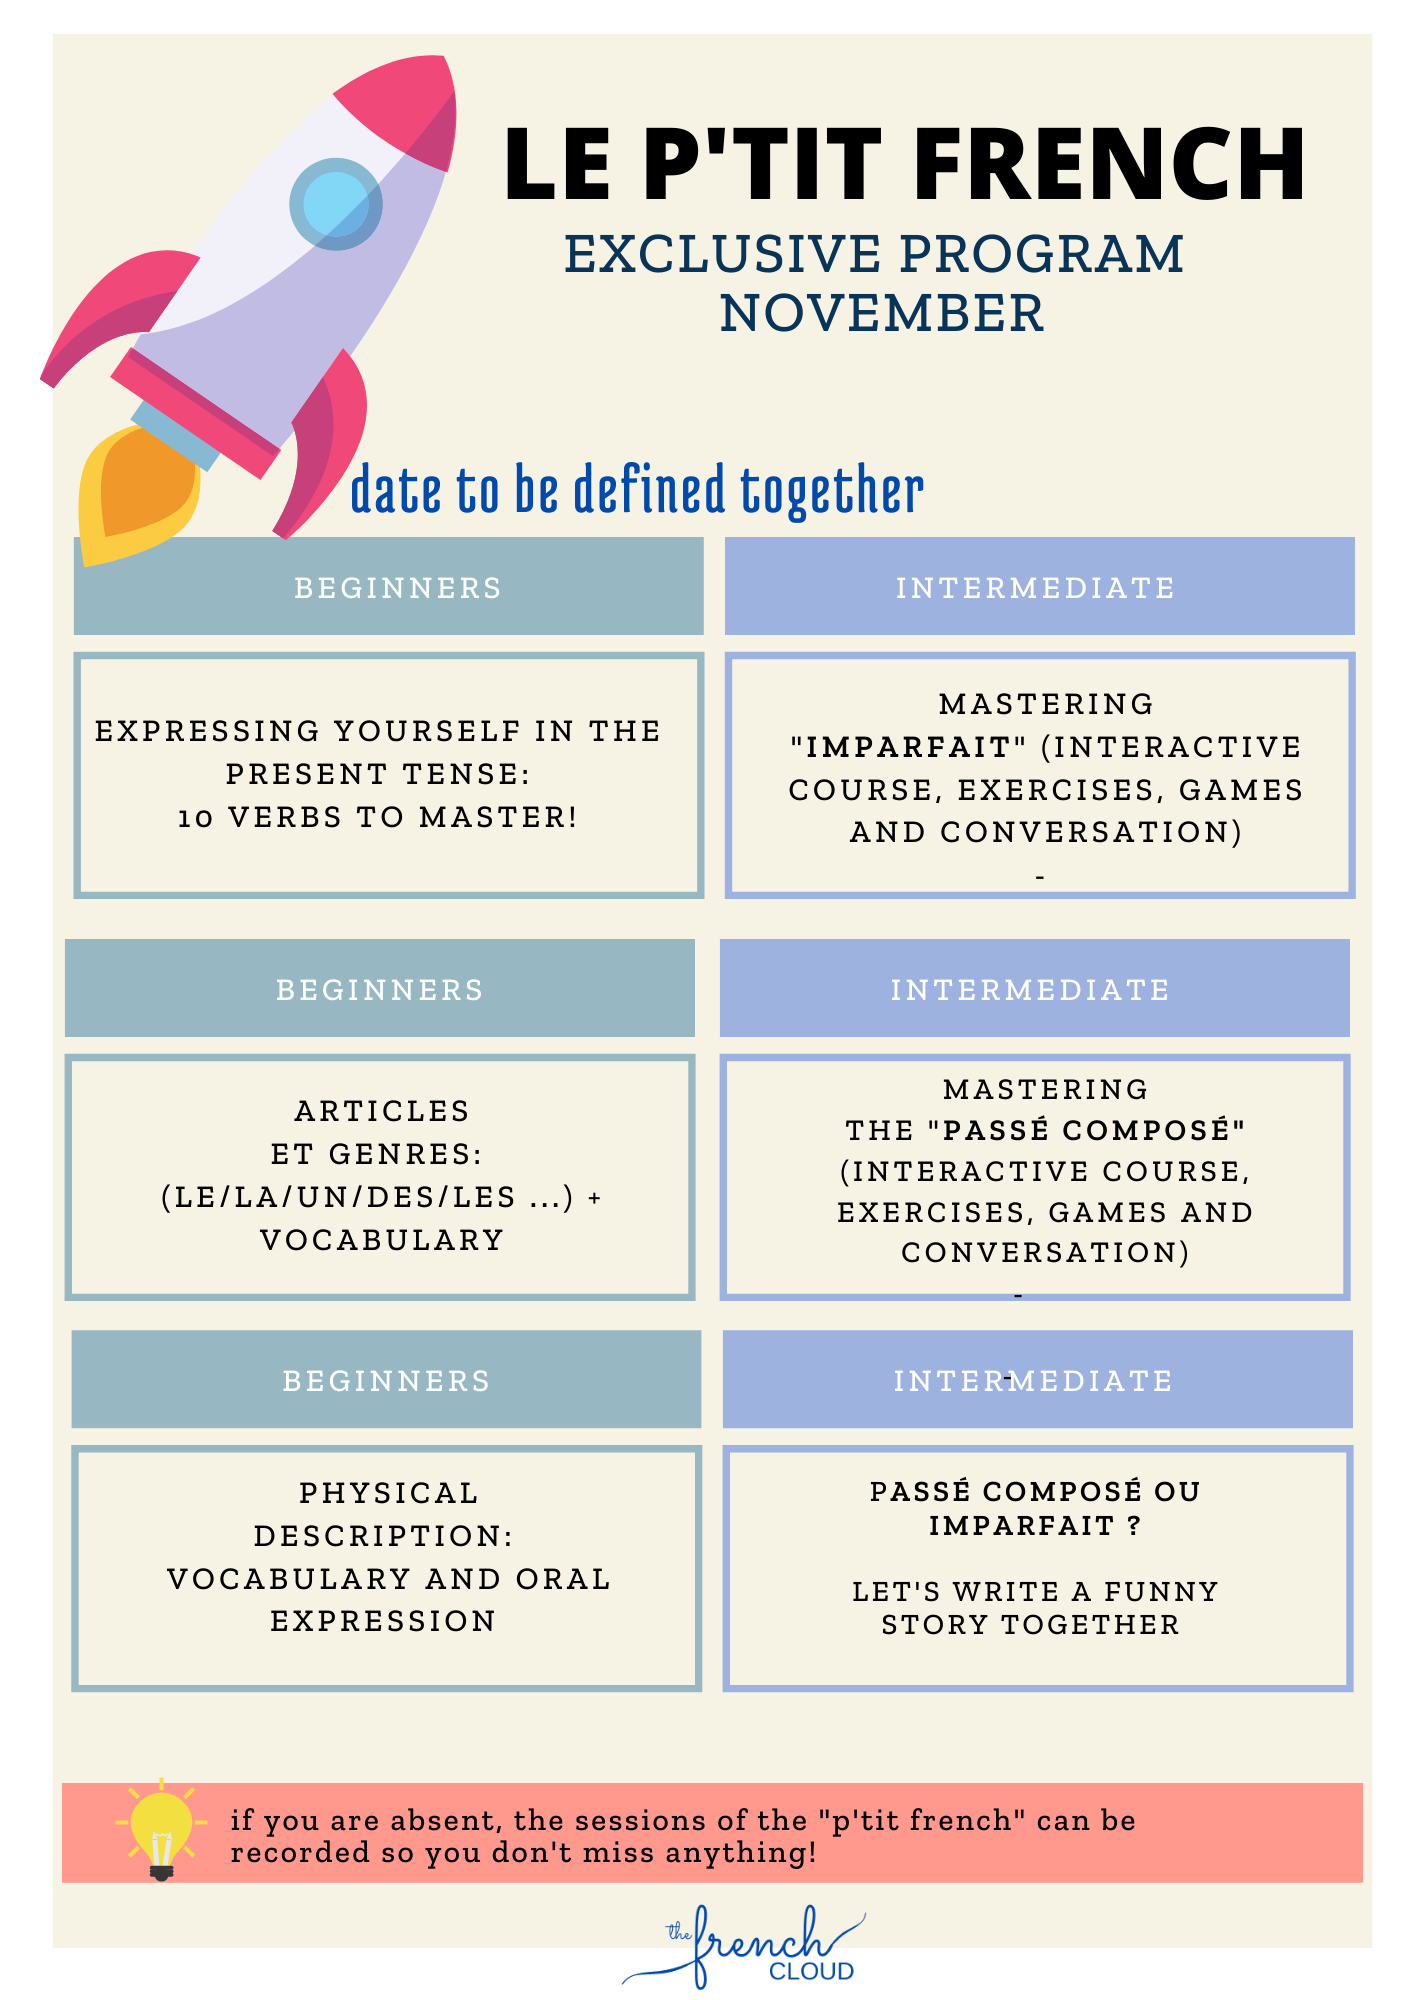 LE P'TIT FRENCH
EXCLUSIVE PROGRAM
NOVEMBER
date to be defined together
BEGINNERS
EXPRESSING YOURSELF IN THE
PRESENT TENSE:
10 VERBS TO MASTER!
INTERMEDIATE
MASTERING
"IMPARFAIT" (INTERACTIVE
COURSE, EXERCISES, GAMES
AND CONVERSATION)
-
BEGINNERS
ARTICLES
ET GENRES:
(LE/LA/UN/DES/LES ...) +
VOCABULARY
INTERMEDIATE
MASTERING
THE "PASSÉ COMPOSÉ"
(INTERACTIVE COURSE,
EXERCISES, GAMES AND
CONVERSATION)
-
BEGINNERS
PHYSICAL
DESCRIPTION:
VOCABULARY AND ORAL
EXPRESSION
-
INTERMEDIATE
PASSÉ COMPOSÉ OU
IMPARFAIT ?
LET'S WRITE A FUNNY
STORY TOGETHER
if you are absent, the sessions of the "p'tit french" can be
recorded so you don't miss anything!
the french
CLOUD